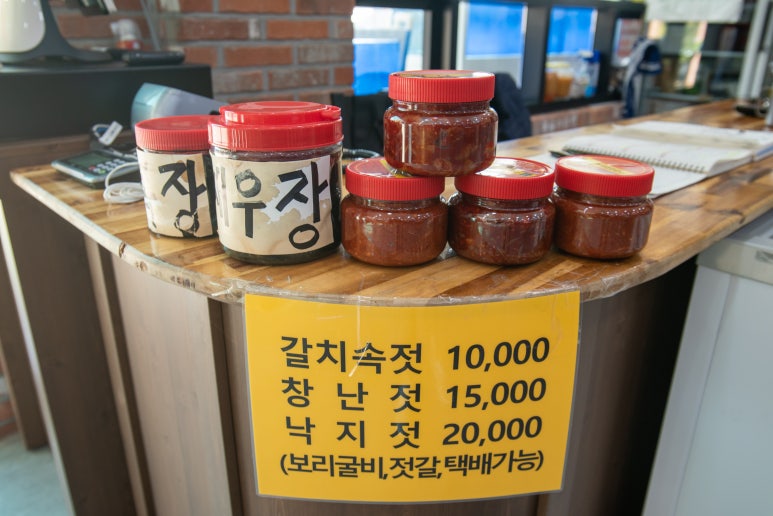 장
새우장
갈치속젓 10,000
창난젓 15,000
낙지젓 20,000
(보리굴비,젓갈,택배가능)